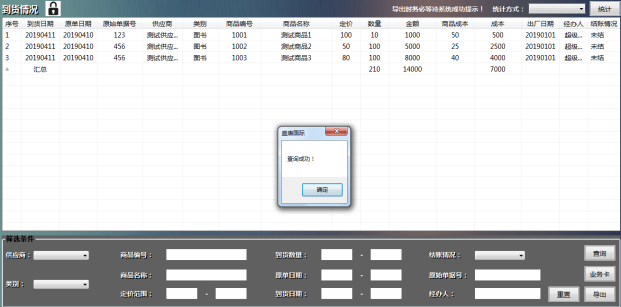 到货情况 导出财务必等待系统成功提示！ 统计方式： 统计
序号 到货日期 原单日期 原始单据号 供应商 类别 商品编号 商品名称 定价 数量 金额 商品成本 成本 出厂日期 经办人 结账情况
1 20190411 20190410 123 测试供应... 图书 1001 测试商品1 100 10 1000 50 500 20190101 超级... 未结
2 20190411 20190410 456 测试供应... 图书 1002 测试商品2 50 100 5000 25 2500 20190101 超级... 未结
3 20190411 20190410 456 测试供应... 图书 1003 测试商品3 80 100 8000 40 4000 20190101 超级... 未结
* 汇总 210 14000 7000
查询成功！
确定
筛选条件
供应商： 商品编号： 到货数量： - 结账情况： 查询
商品名称： 原单日期： - 原始单据号： 业务卡
类别：
定价范围： - 到货日期： - 经办人： 重置 导出